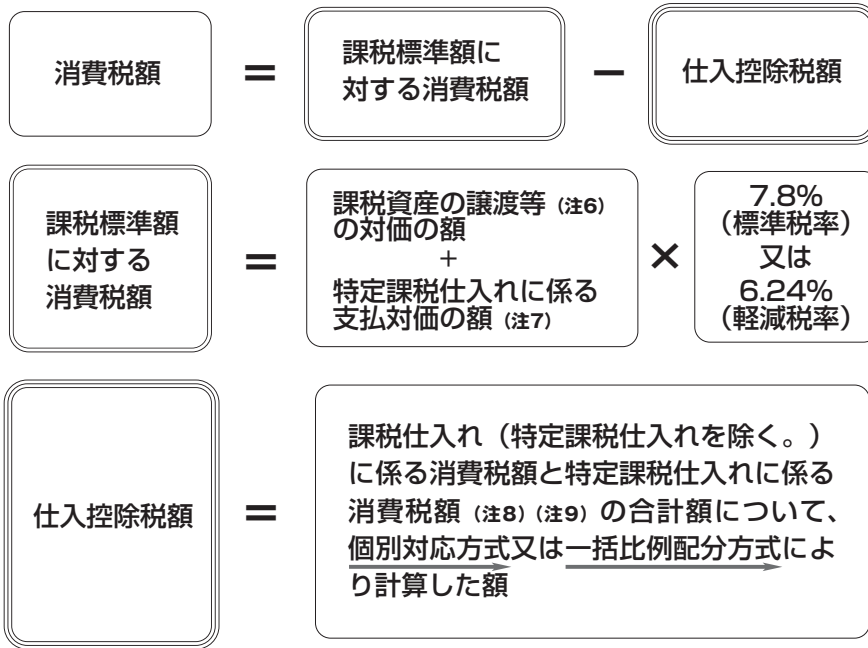 消費税額
＝
課税標準額に
対する消費税額
－
仕入控除税額
課税標準額
に対する
消費税額
＝
課税資産の譲渡等（注6）
の対価の額
＋
特定課税仕入れに係る
支払対価の額（注7）
×
7.8%
（標準税率）
又は
6.24%
（軽減税率）
仕入控除税額
＝
課税仕入れ（特定課税仕入れを除く。）
に係る消費税額と特定課税仕入れに係る
消費税額（注8）（注9）の合計額について、
個別対応方式又は一括比例配分方式によ
り計算した額